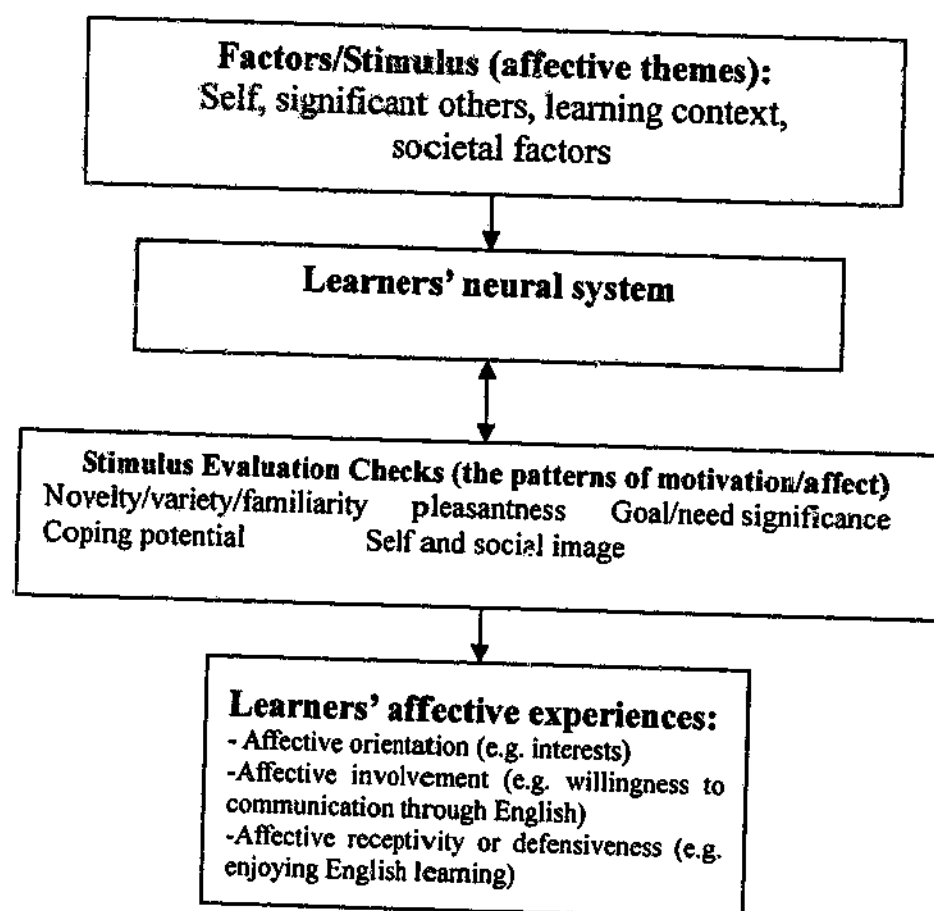 Factors/Stimulus (affective themes):
Self, significant others, learning context,
societal factors
Learners' neural system
Stimulus Evaluation Checks (the patterns of motivation/affect)
Novelty/variety/familiarity pleasantness Goal/need significance
Coping potential Self and social image
Learners' affective experiences:
- Affective orientation (e.g. interests)
-Affective involvement (e.g. willingness to
communication through English)
-Affective receptivity or defensiveness (e.g.
enjoying English learning)